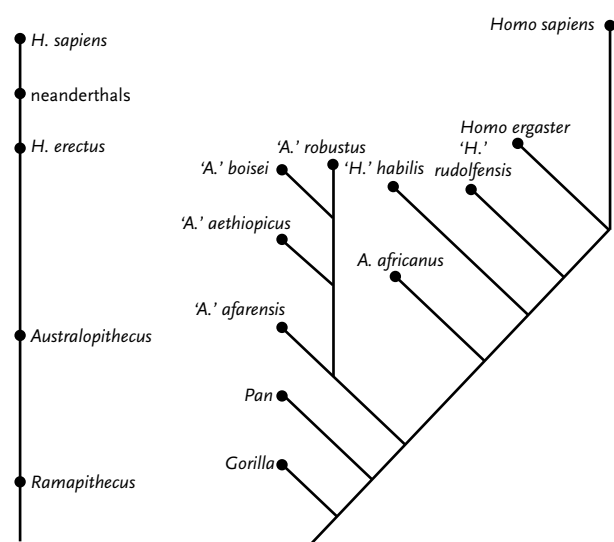 H. sapiens
neanderthals
H. erectus
Australopithecus
Ramapithecus
Homo sapiens
Homo ergaster
‘H.’
rudolfensis
‘A.’ robustus
‘H.’ habilis
‘A.’ boisei
‘A.’ aethiopicus
A. africanus
‘A.’ afarensis
Pan
Gorilla